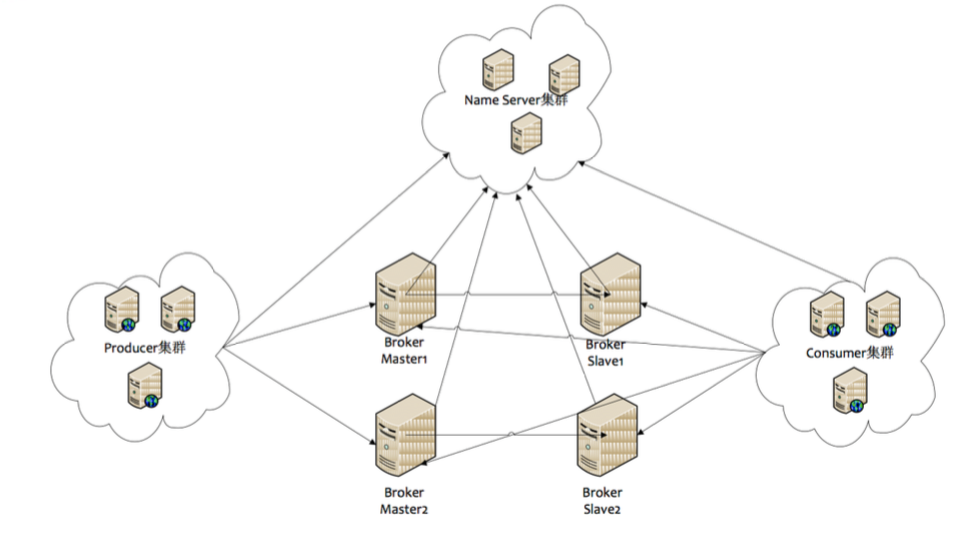 Name Server集群
Producer集群
Broker
Master1
Broker
Slave1
Consumer集群
Broker
Master2
Broker
Slave2